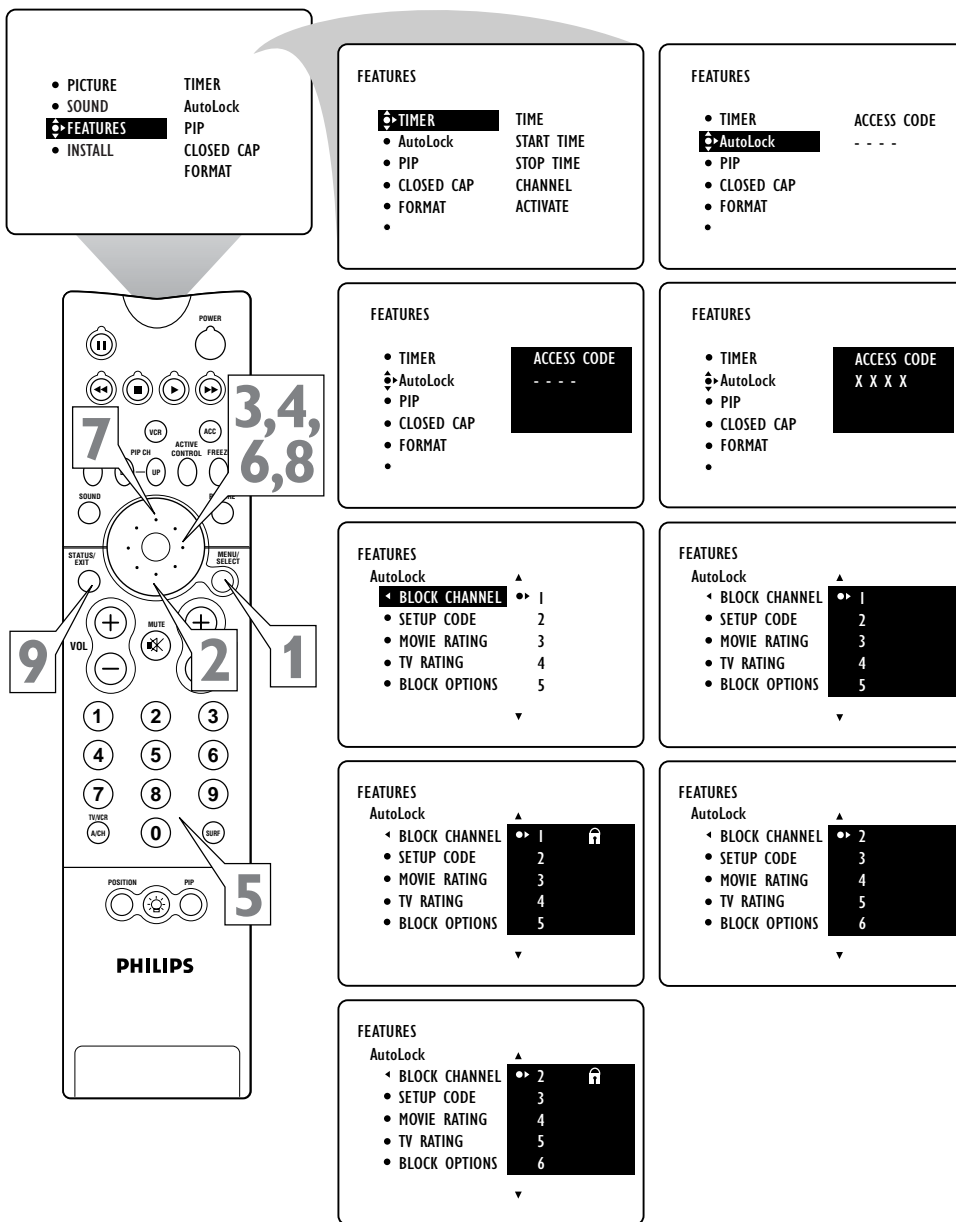 PICTURE TIMER
SOUND AutoLock
FEATURES PIP
INSTALL CLOSED CAP
FORMAT
FEATURES
TIMER TIME
AutoLock START TIME
PIP STOP TIME
CLOSED CAP CHANNEL
FORMAT ACTIVATE
FEATURES
TIMER ACCESS CODE
AutoLock - - - -
PIP
CLOSED CAP
FORMAT
FEATURES
TIMER ACCESS CODE
AutoLock - - - -
PIP
CLOSED CAP
FORMAT
FEATURES
TIMER ACCESS CODE
AutoLock X X X X
PIP
CLOSED CAP
FORMAT
FEATURES
AutoLock
BLOCK CHANNEL 1
SETUP CODE 2
MOVIE RATING 3
TV RATING 4
BLOCK OPTIONS 5
FEATURES
AutoLock
BLOCK CHANNEL 1
SETUP CODE 2
MOVIE RATING 3
TV RATING 4
BLOCK OPTIONS 5
FEATURES
AutoLock
BLOCK CHANNEL 1
SETUP CODE 2
MOVIE RATING 3
TV RATING 4
BLOCK OPTIONS 5
FEATURES
AutoLock
BLOCK CHANNEL 2
SETUP CODE 3
MOVIE RATING 4
TV RATING 5
BLOCK OPTIONS 6
FEATURES
AutoLock
BLOCK CHANNEL 2
SETUP CODE 3
MOVIE RATING 4
TV RATING 5
BLOCK OPTIONS 6
POWER
VCR ACC
PIP CH ACTIVE
CONTROL
UP
SOUND
7
3,4,
6,8
STATUS/
EXIT
MENU/
SELECT
VOL MUTE
9
2
1
1 2 3
4 5 6
7 8 9
TV/VCR
A/CH 0 SURF
5
POSITION PIP
PHILIPS